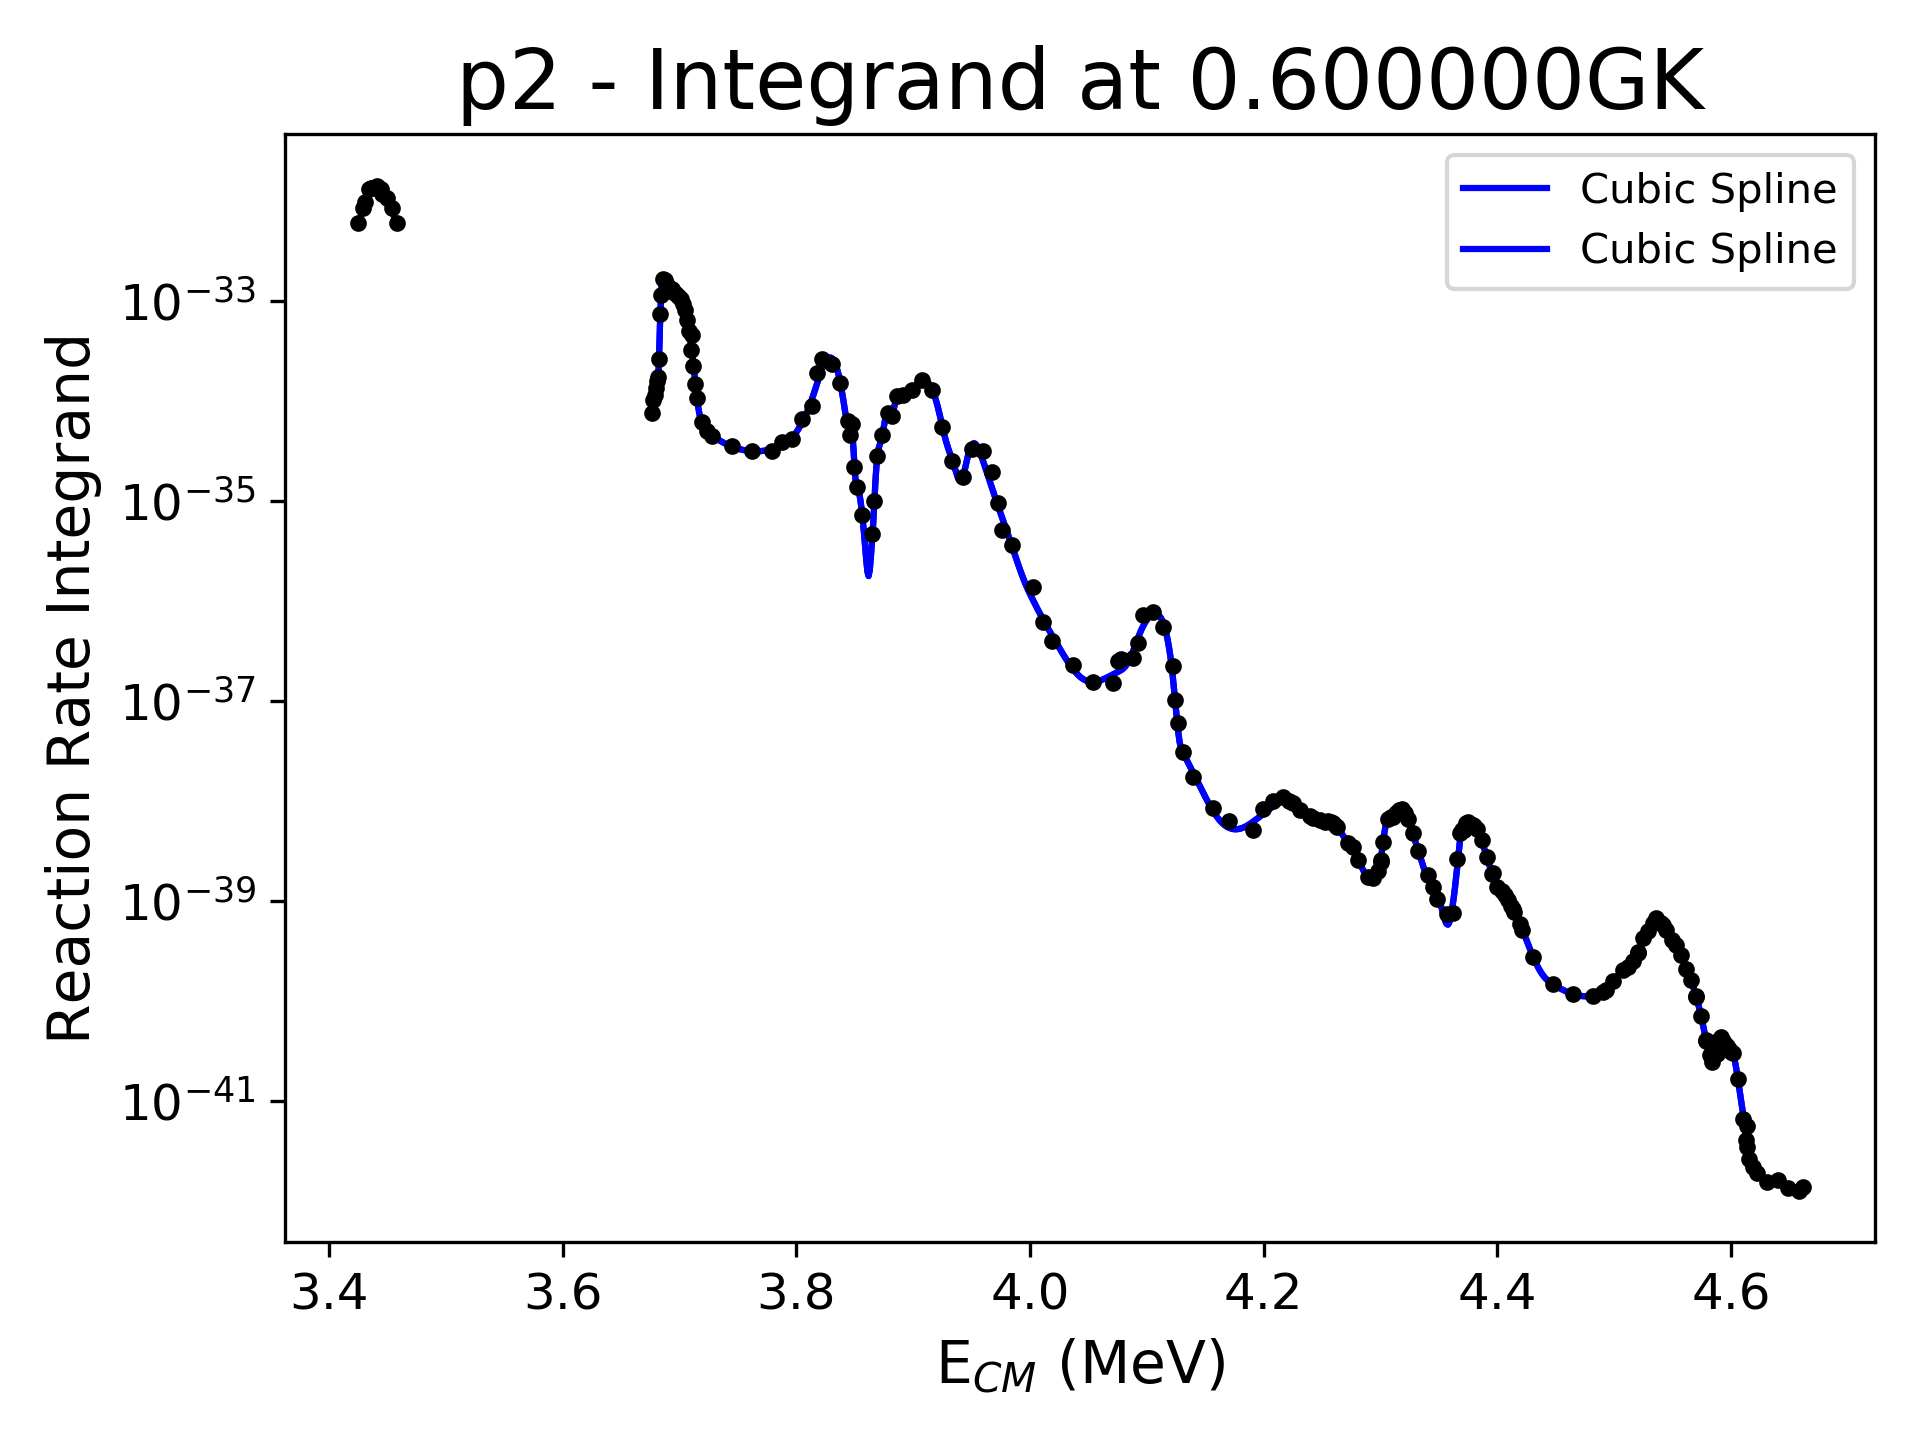 p2 - Integrand at 0.600000GK
Cubic Spline
Cubic Spline
Reaction Rate Integrand
10⁻³³
10⁻³⁵
10⁻³⁷
10⁻³⁹
10⁻⁴¹
3.4 3.6 3.8 4.0 4.2 4.4 4.6
E_CM (MeV)